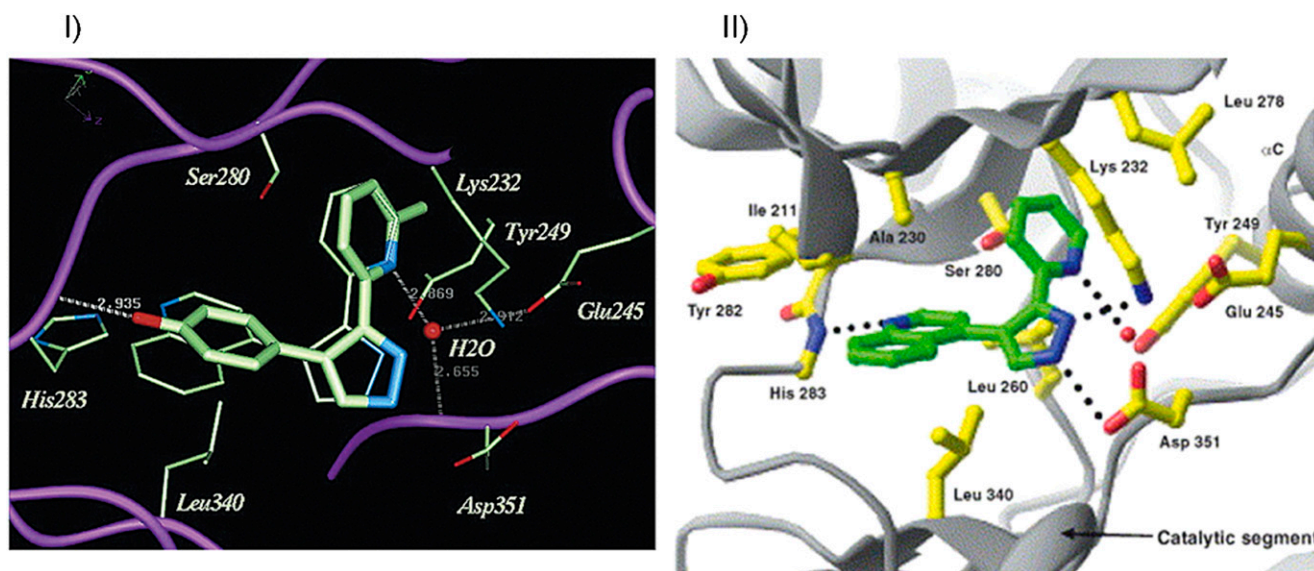 I)
II)
Ser280
Lys232
Tyr249
Glu245
2.935
2.869
2.912
H2O
2.655
His283
Leu340
Asp351
Leu 278
αC
Lys 232
Ile 211
Ala 230
Tyr 249
Ser 280
Tyr 282
Glu 245
His 283
Leu 260
Asp 351
Leu 340
Catalytic segment
z